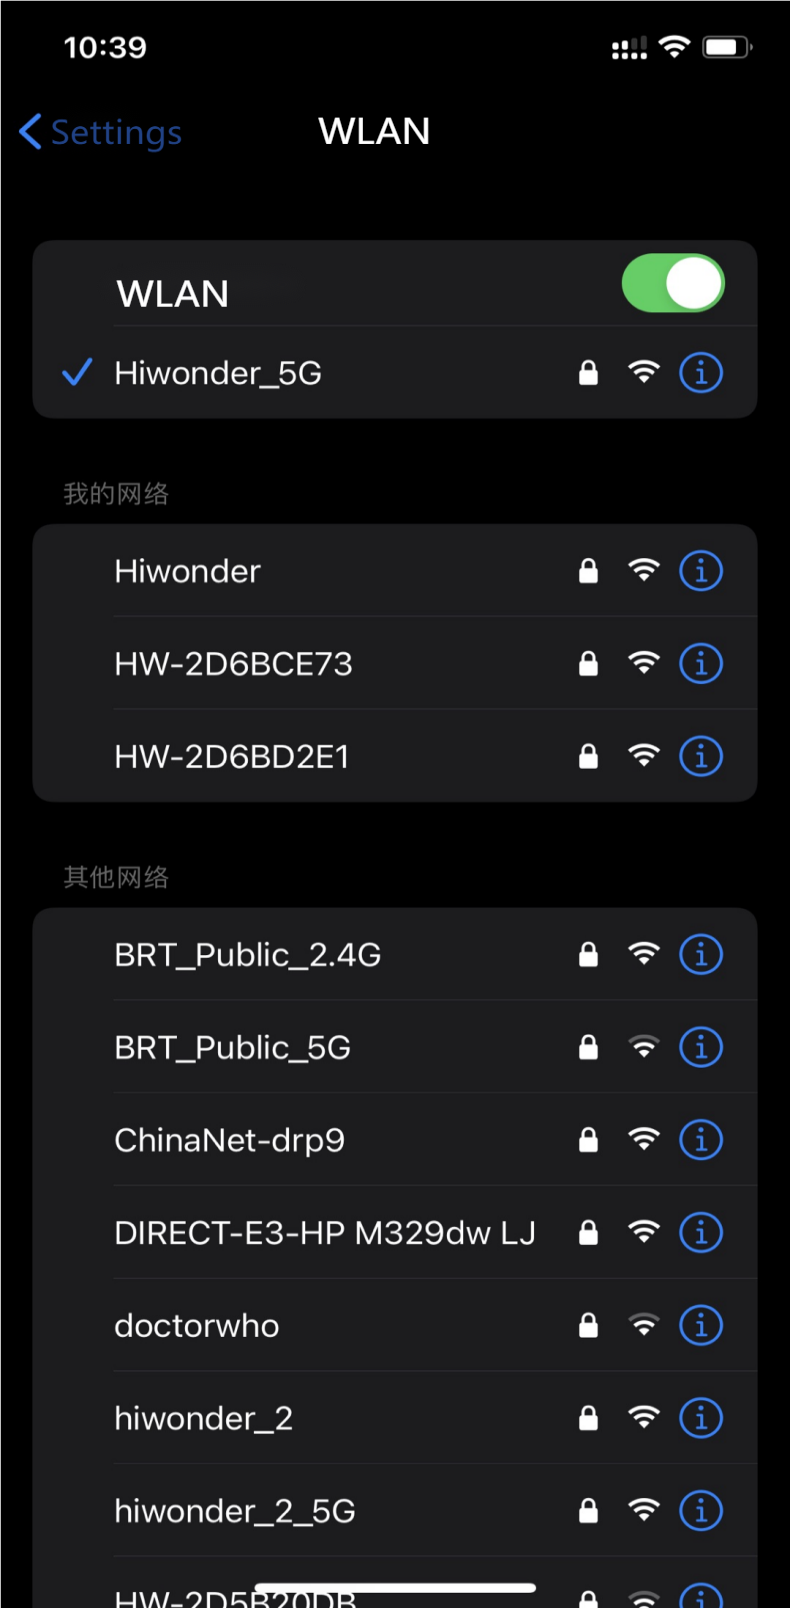 10:39
Settings
WLAN
WLAN
Hiwonder_5G
我的网络
Hiwonder
HW-2D6BCE73
HW-2D6BD2E1
其他网络
BRT_Public_2.4G
BRT_Public_5G
ChinaNet-drp9
DIRECT-E3-HP M329dw LJ
doctorwho
hiwonder_2
hiwonder_2_5G
HW-2D5B20DB